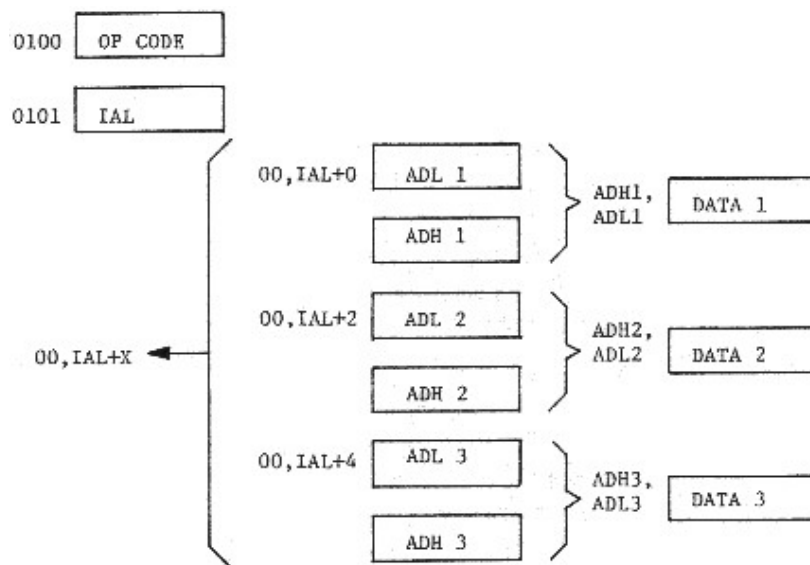 0100 OP CODE
0101 IAL
00,IAL+0 ADL 1
ADH 1
ADH1,
ADL1
DATA 1
00,IAL+2 ADL 2
ADH 2
ADH2,
ADL2
DATA 2
00,IAL+X
00,IAL+4 ADL 3
ADH 3
ADH3,
ADL3
DATA 3